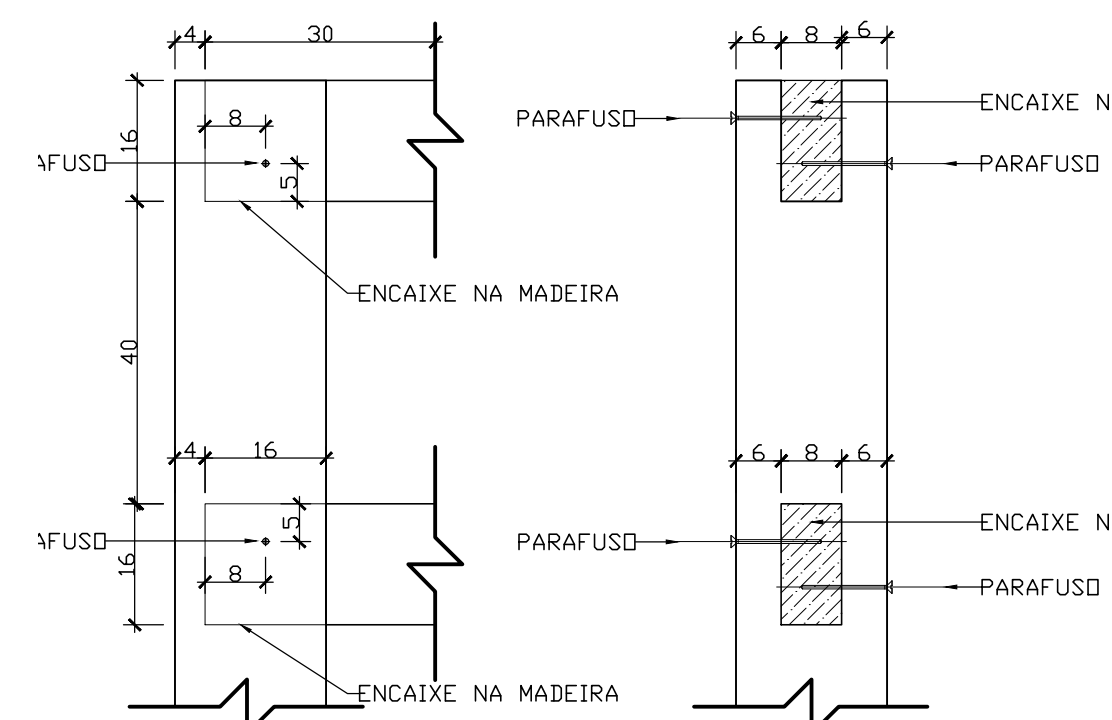 4 30
6 8 6
ENCAIXE N
16
8
PARAFUSO
AFUSO
5
PARAFUSO
ENCAIXE NA MADEIRA
40
4 16
6 8 6
5
ENCAIXE N
AFUSO
PARAFUSO
16
8
PARAFUSO
ENCAIXE NA MADEIRA